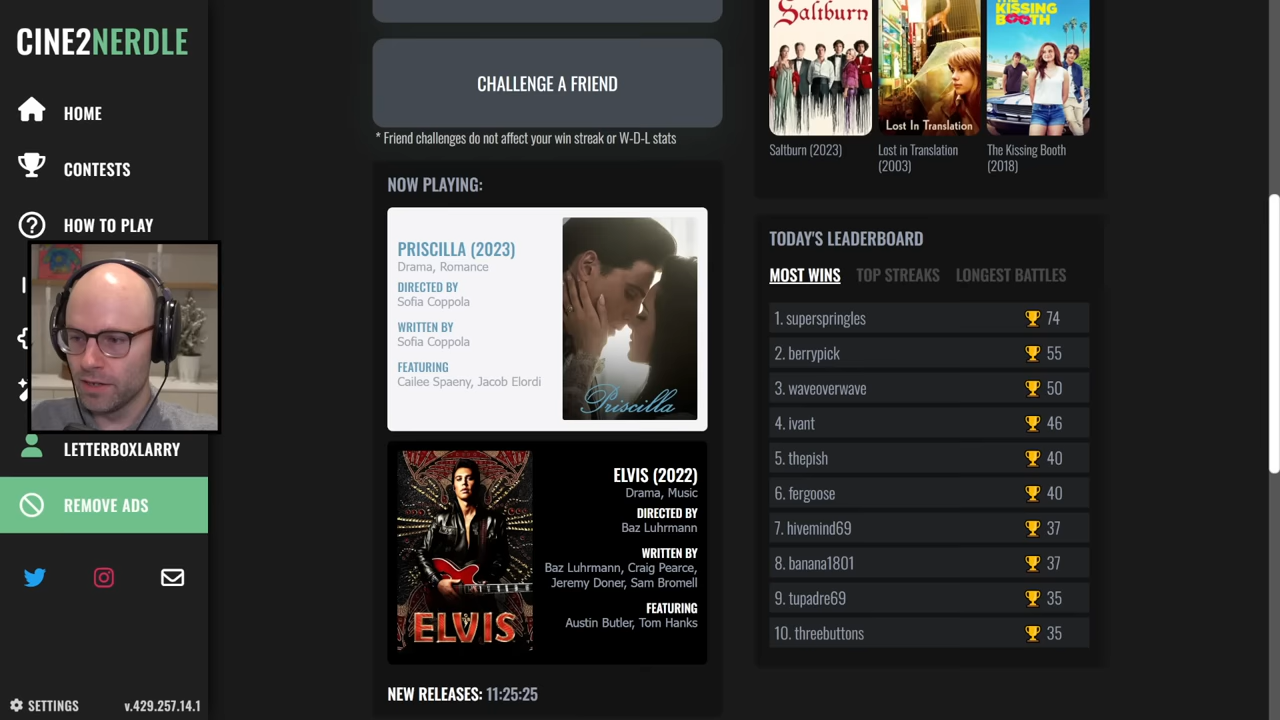 CINE2NERDLE
HOME
CONTESTS
HOW TO PLAY
LETTERBOXLARRY
REMOVE ADS
SETTINGS
v.429.257.14.1
CHALLENGE A FRIEND
* Friend challenges do not affect your win streak or W-D-L stats
NOW PLAYING:
PRISCILLA (2023)
Drama, Romance
DIRECTED BY
Sofia Coppola
WRITTEN BY
Sofia Coppola
FEATURING
Cailee Spaeny, Jacob Elordi
Priscilla
ELVIS
ELVIS (2022)
Drama, Music
DIRECTED BY
Baz Luhrmann
WRITTEN BY
Baz Luhrmann, Craig Pearce,
Jeremy Doner, Sam Bromell
FEATURING
Austin Butler, Tom Hanks
NEW RELEASES: 11:25:25
Saltburn
Lost In Translation
THE
KISSING
BOOTH
Saltburn (2023)
Lost in Translation
(2003)
The Kissing Booth
(2018)
TODAY'S LEADERBOARD
MOST WINS TOP STREAKS LONGEST BATTLES
1. superspringles 74
2. berrypick 55
3. waveoverwave 50
4. ivant 46
5. thepish 40
6. fergoose 40
7. hivemind69 37
8. banana1801 37
9. tupadre69 35
10. threebuttons 35